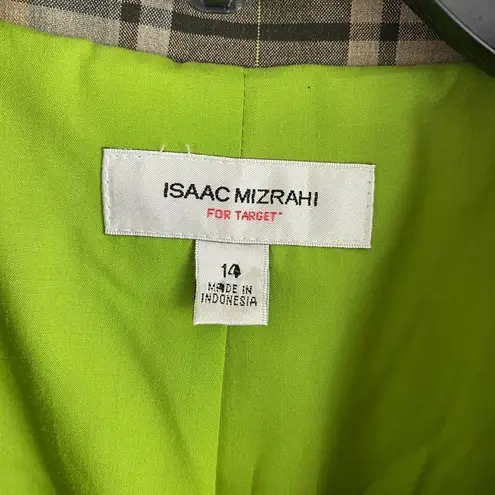 ISAAC MIZRAHI
FOR TARGET
14
MADE IN
INDONESIA